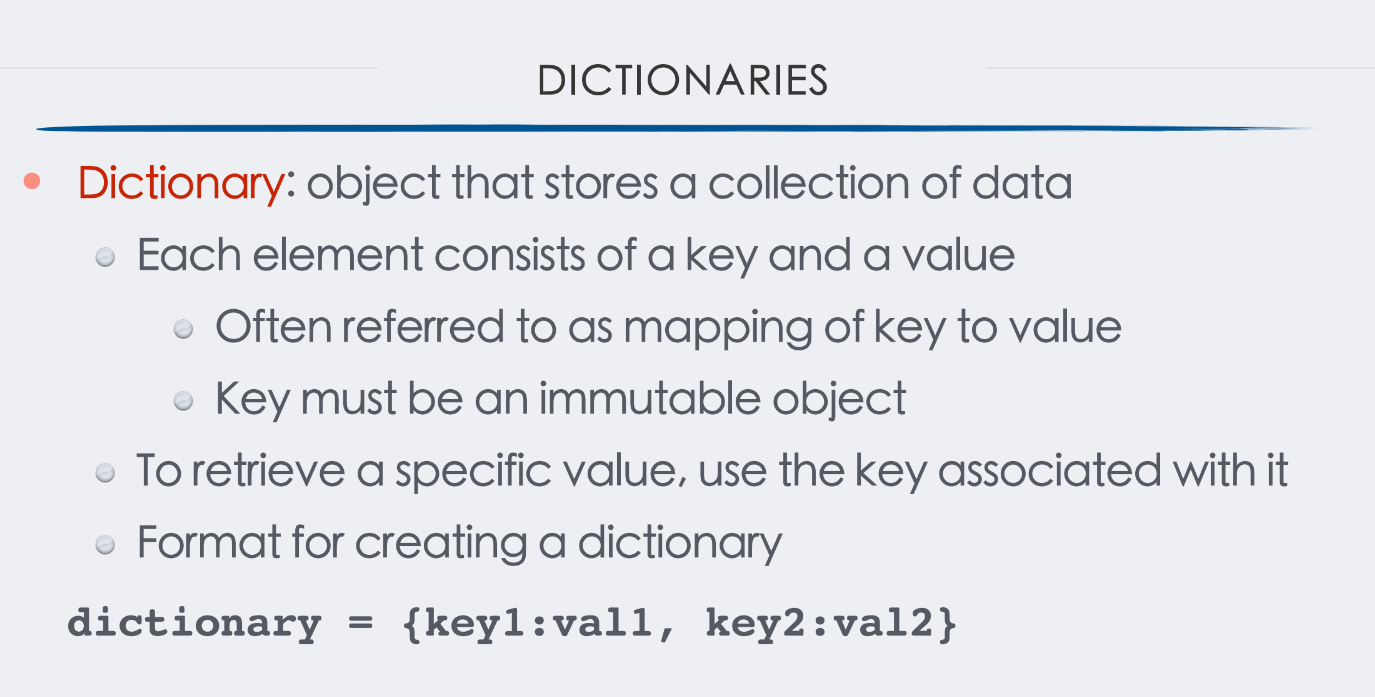 DICTIONARIES
Dictionary: object that stores a collection of data
Each element consists of a key and a value
Often referred to as mapping of key to value
Key must be an immutable object
To retrieve a specific value, use the key associated with it
Format for creating a dictionary
dictionary = {key1:val1, key2:val2}